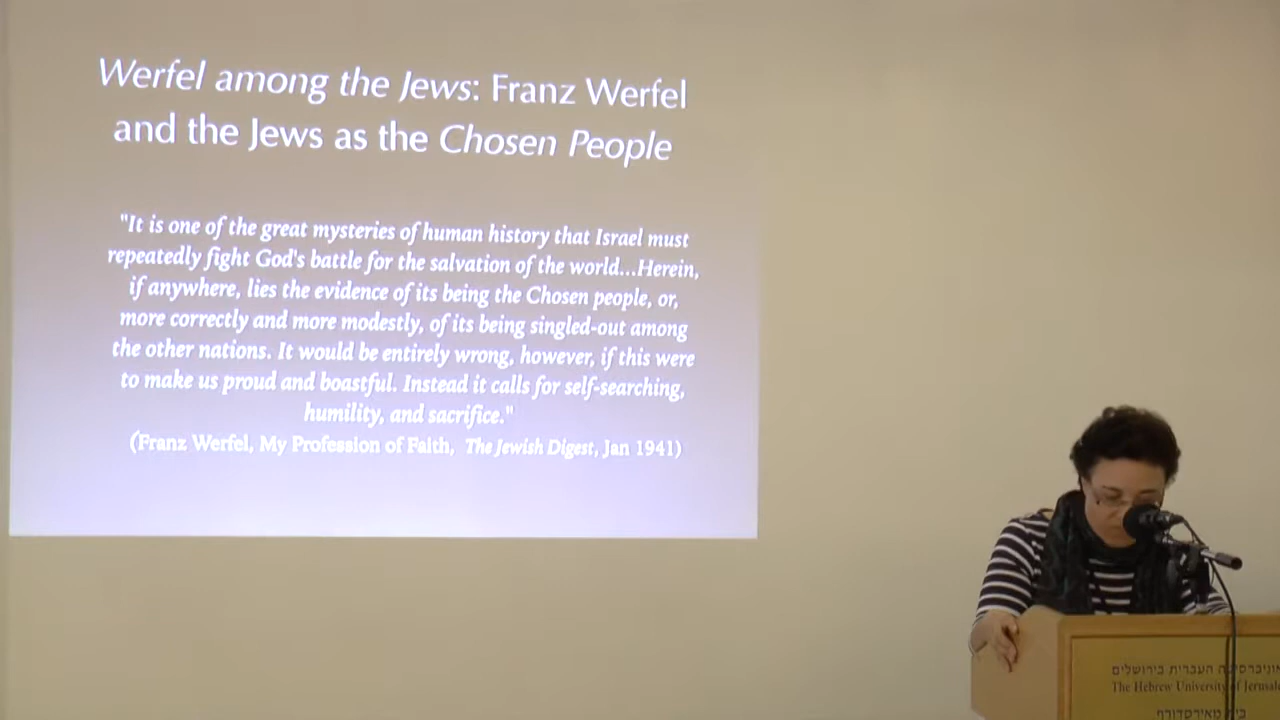 Werfel among the Jews: Franz Werfel
and the Jews as the Chosen People
"It is one of the great mysteries of human history that Israel must
repeatedly fight God's battle for the salvation of the world...Herein,
if anywhere, lies the evidence of its being the Chosen people, or,
more correctly and more modestly, of its being singled-out among
the other nations. It would be entirely wrong, however, if this were
to make us proud and boastful. Instead it calls for self-searching,
humility, and sacrifice."
(Franz Werfel, My Profession of Faith, The Jewish Digest, Jan 1941)
העברית בירושלים
The Hebrew University of
בית מאירסדורף